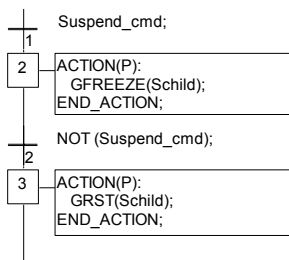 Suspend_cmd;
1
2
ACTION(P):
GFREEZE(Schild);
END_ACTION;
NOT (Suspend_cmd);
2
3
ACTION(P):
GRST(Schild);
END_ACTION;